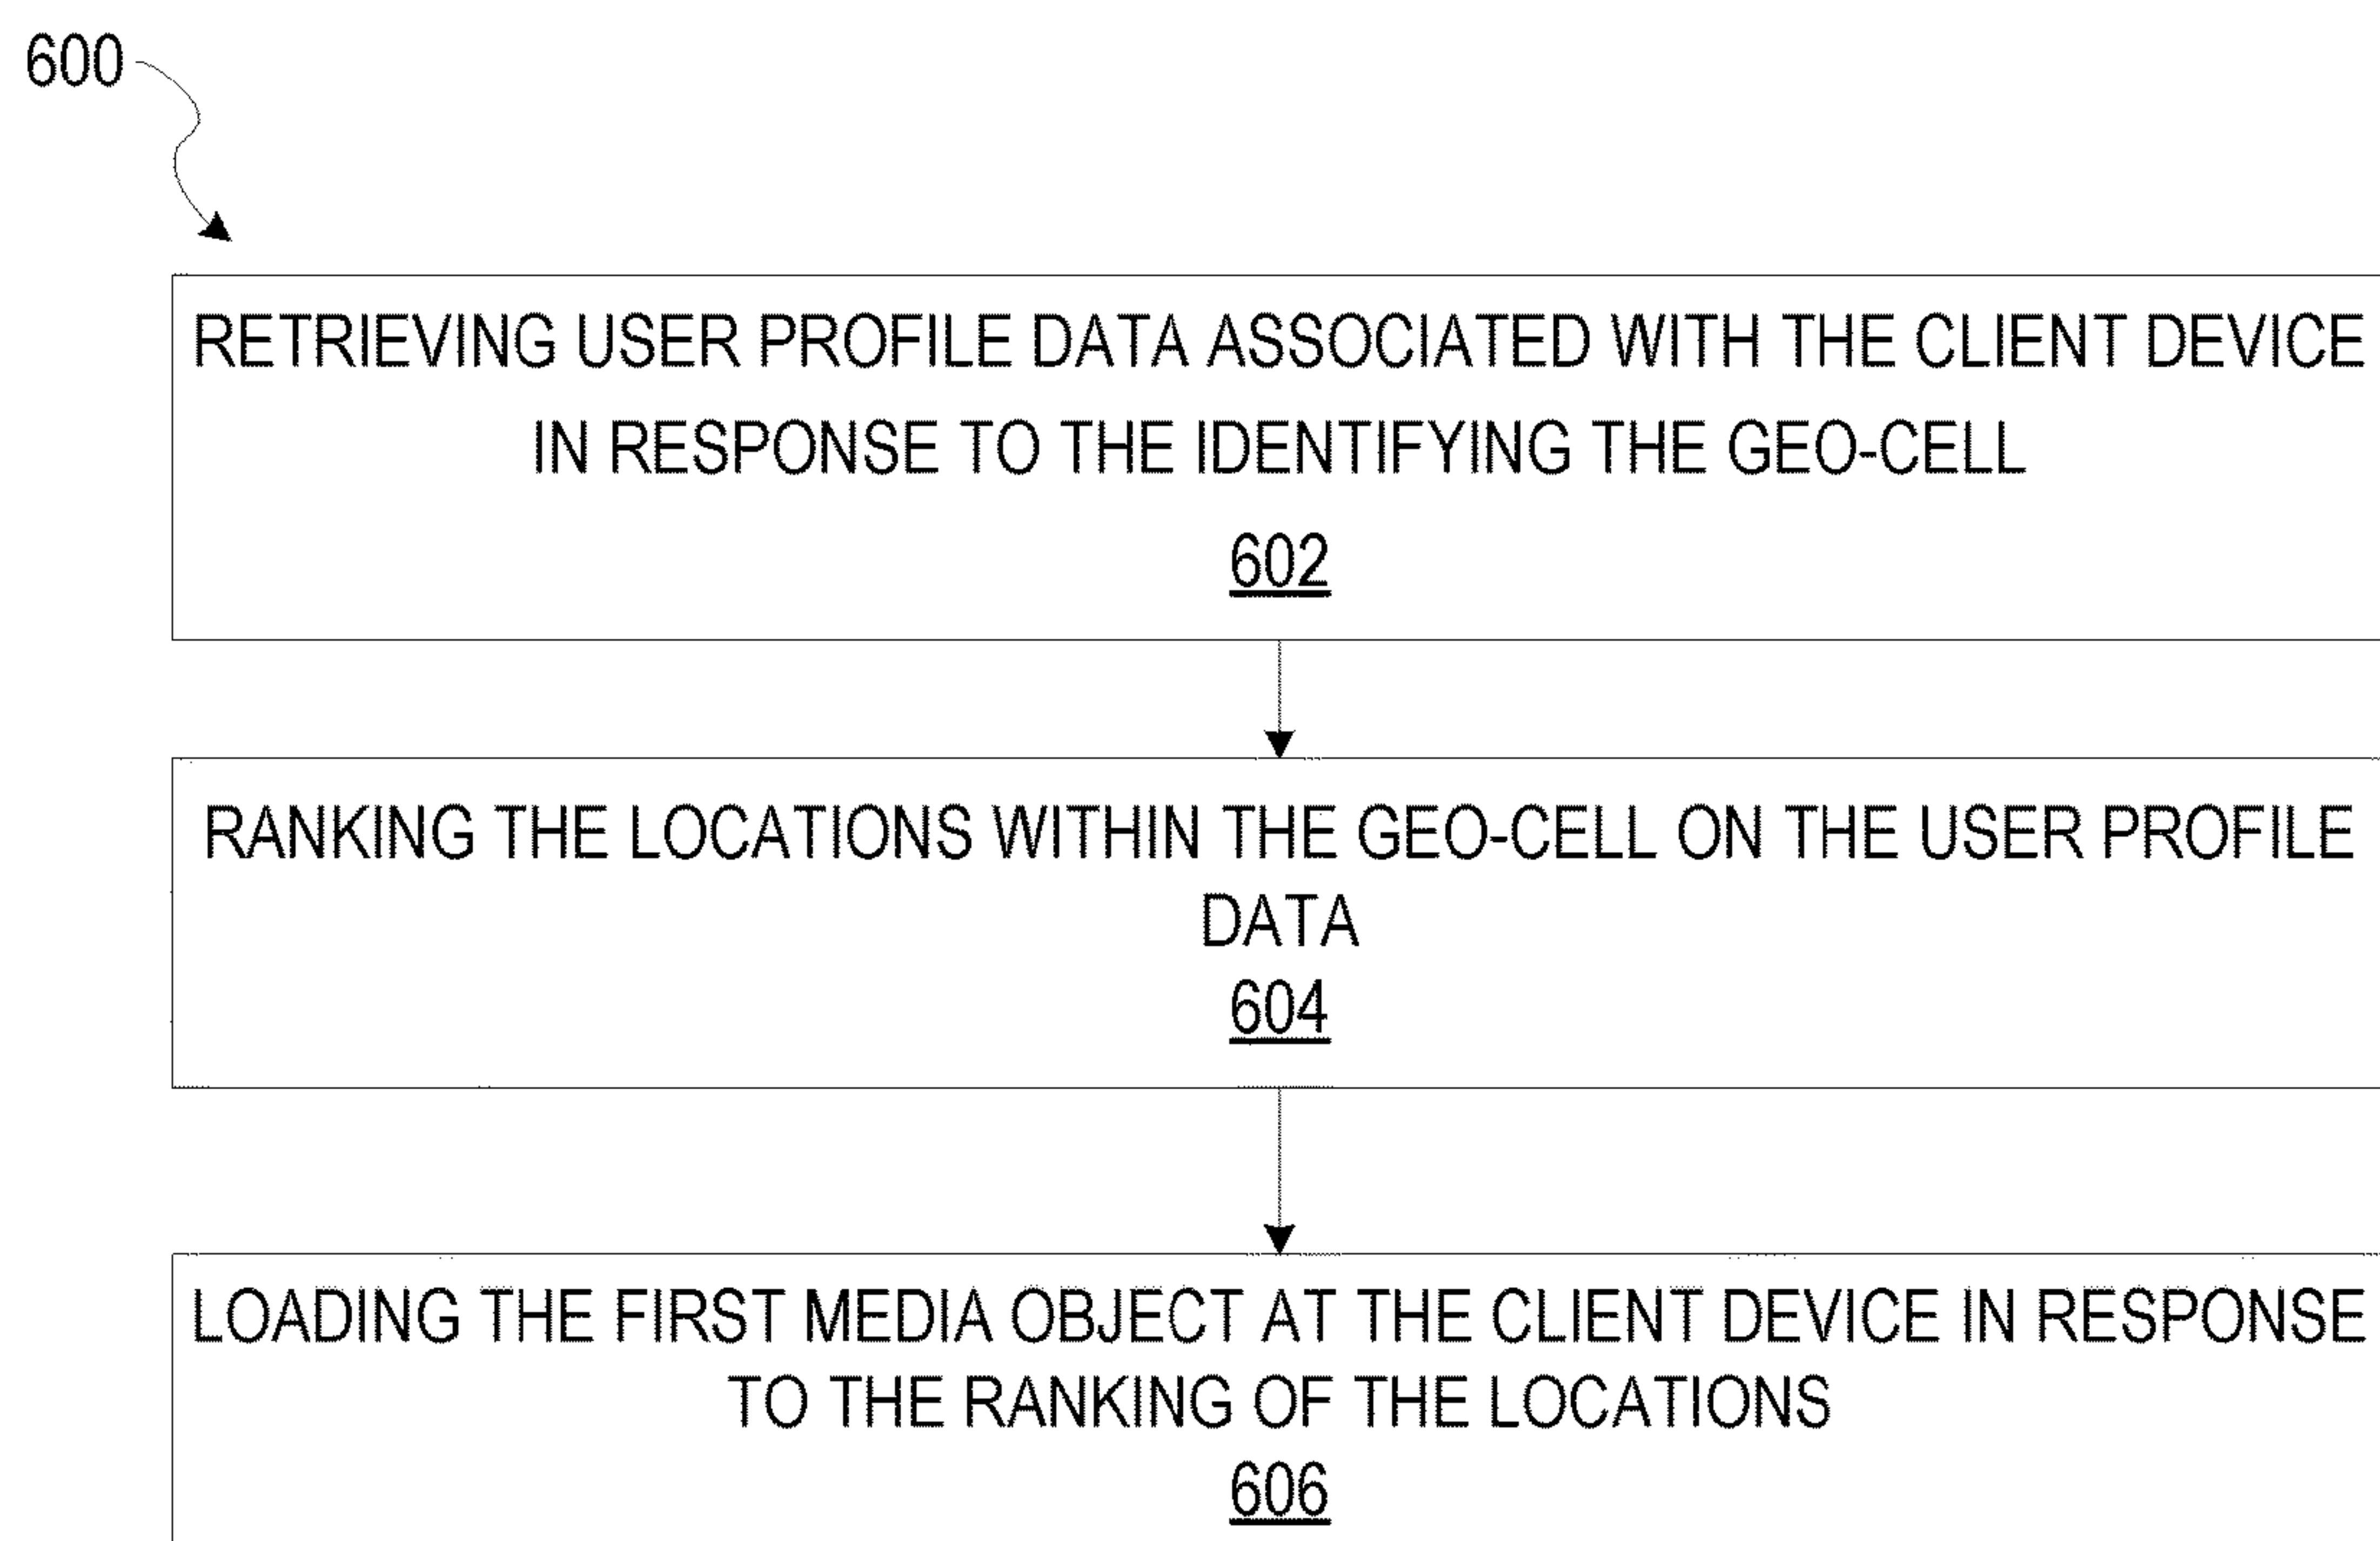 600
RETRIEVING USER PROFILE DATA ASSOCIATED WITH THE CLIENT DEVICE
IN RESPONSE TO THE IDENTIFYING THE GEO-CELL
602
RANKING THE LOCATIONS WITHIN THE GEO-CELL ON THE USER PROFILE
DATA
604
LOADING THE FIRST MEDIA OBJECT AT THE CLIENT DEVICE IN RESPONSE
TO THE RANKING OF THE LOCATIONS
606